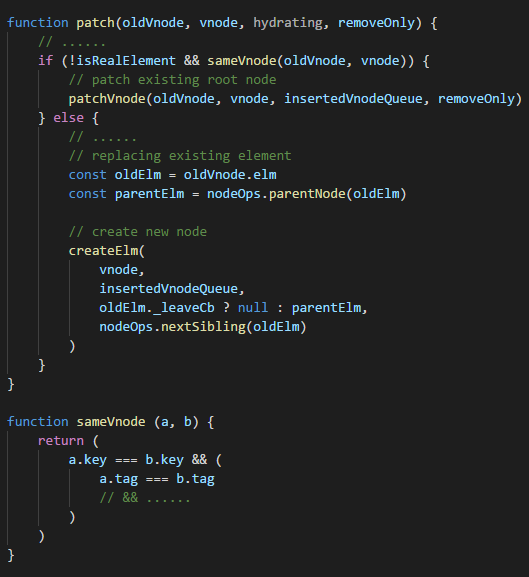 function patch(oldVnode, vnode, hydrating, removeOnly) {
// ......
if (!isRealElement && sameVnode(oldVnode, vnode)) {
// patch existing root node
patchVnode(oldVnode, vnode, insertedVnodeQueue, removeOnly)
} else {
// ......
// replacing existing element
const oldElm = oldVnode.elm
const parentElm = nodeOps.parentNode(oldElm)
// create new node
createElm(
vnode,
insertedVnodeQueue,
oldElm._leaveCb ? null : parentElm,
nodeOps.nextSibling(oldElm)
)
}
}
function sameVnode (a, b) {
return (
a.key === b.key && (
a.tag === b.tag
// && ......
)
)
}